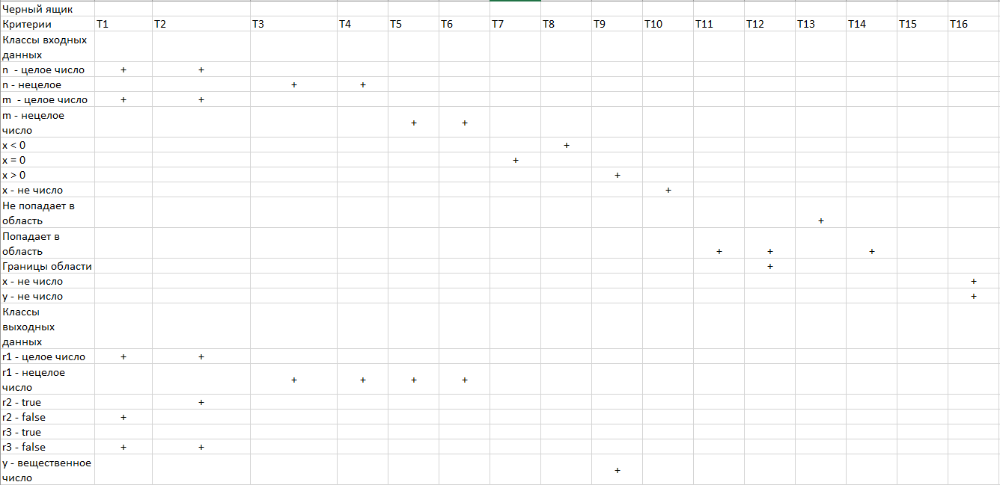 Черный ящик
Критерии T1 T2 T3 T4 T5 T6 T7 T8 T9 T10 T11 T12 T13 T14 T15 T16
Классы входных
данных
n - целое число + +
n - нецелое + +
m - целое число + +
m - нецелое
число + +
x < 0 +
x = 0 +
x > 0 +
x - не число +
Не попадает в
область +
Попадает в
область + + +
Границы области +
x - не число +
y - не число +
Классы
выходных
данных
r1 - целое число + +
r1 - нецелое
число + + + +
r2 - true +
r2 - false +
r3 - true
r3 - false + +
y - вещественное
число +